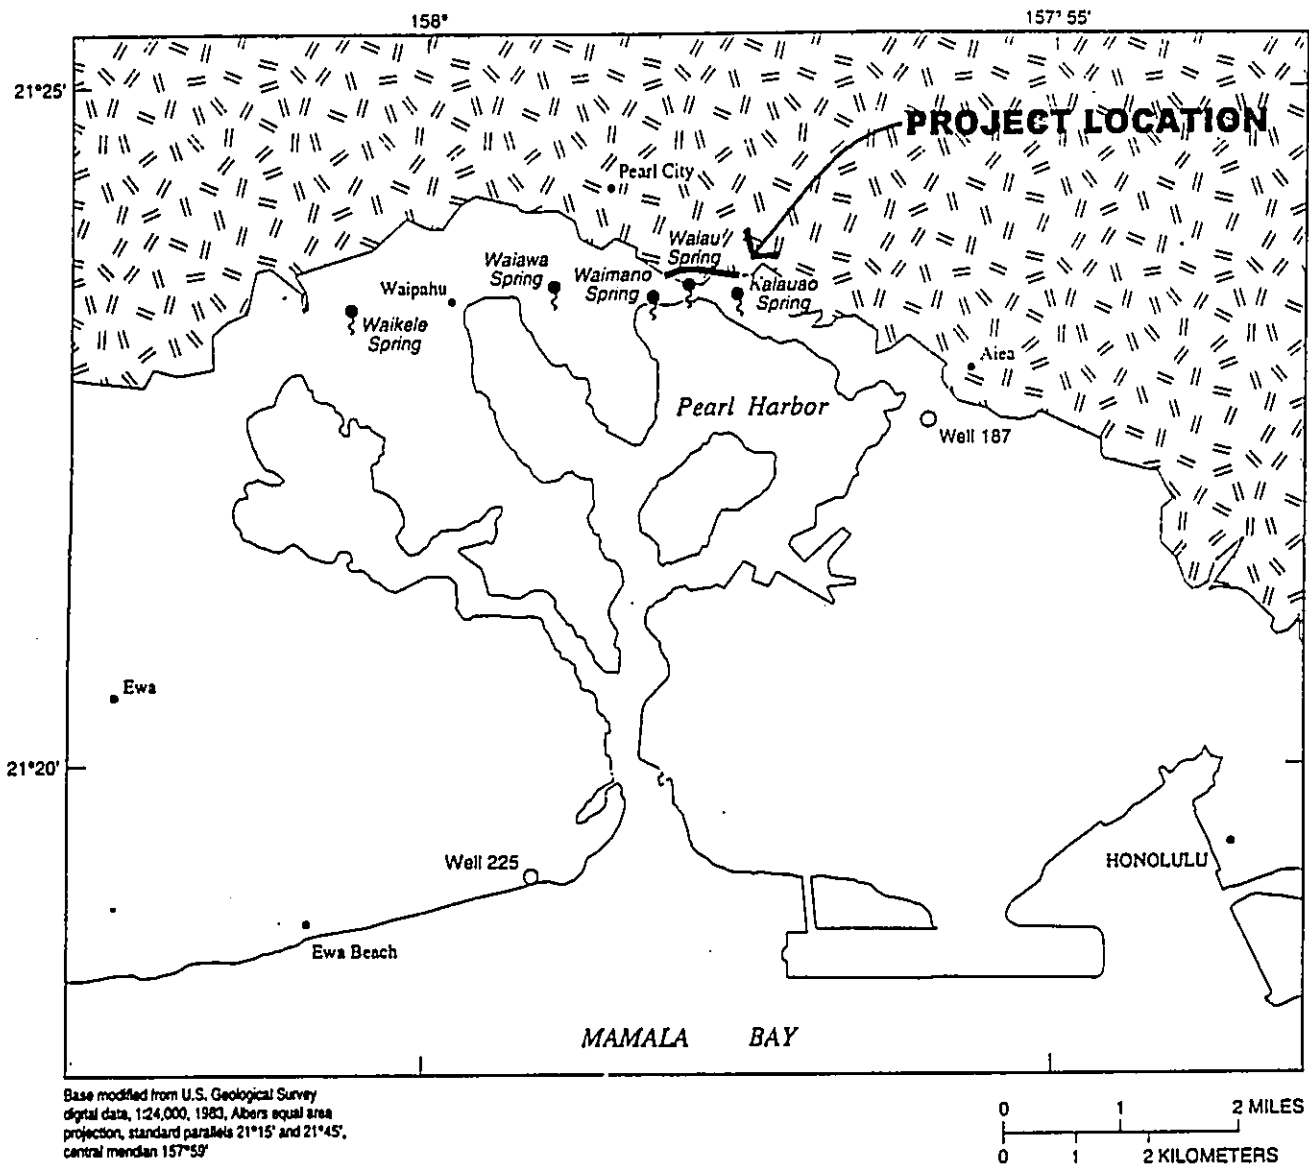 158°
157° 55'
21°25'
PROJECT LOCATION
Pearl City
Waiau
Spring
Waiawa
Spring
Waimano
Spring
Kalauao
Spring
Waipahu
Waikele
Spring
Aiea
Pearl Harbor
Well 187
Ewa
21°20'
Well 225
HONOLULU
Ewa Beach
MAMALA BAY
Base modified from U.S. Geological Survey
digital data, 1:24,000, 1983, Albers equal area
projection, standard parallels 21°15' and 21°45',
central meridian 157°59'
0 1 2 MILES
0 1 2 KILOMETERS